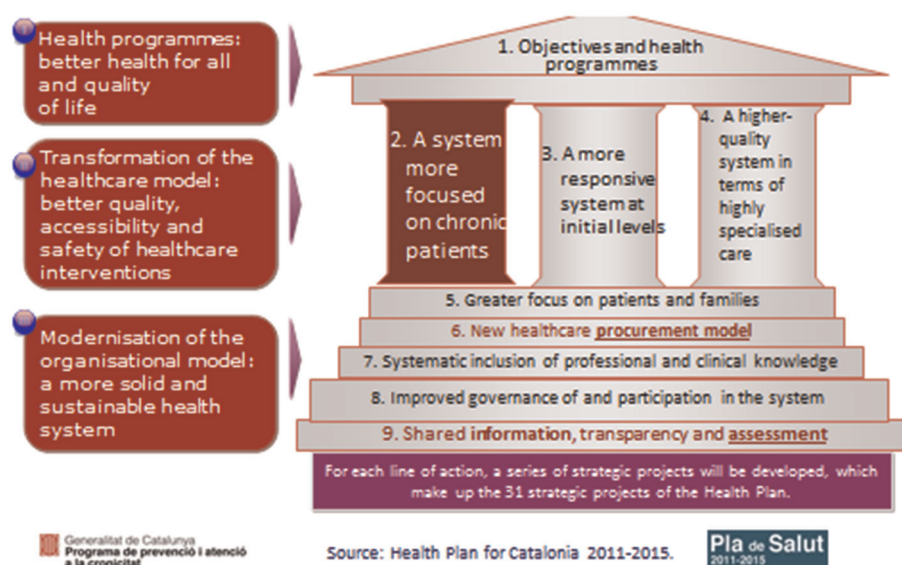 Health programmes:
better health for all
and quality
of life
Transformation of the
healthcare model:
better quality,
accessibility and
safety of healthcare
interventions
Modernisation of the
organisational model:
a more solid and
sustainable health
system
1. Objectives and health
programmes
2. A system
more
focused
on chronic
patients
3. A more
responsive
system at
initial levels
4. A higher-
quality
system in
terms of
highly
specialised
care
5. Greater focus on patients and families
6. New healthcare procurement model
7. Systematic inclusion of professional and clinical knowledge
8. Improved governance of and participation in the system
9. Shared information, transparency and assessment
For each line of action, a series of strategic projects will be developed, which
make up the 31 strategic projects of the Health Plan.
Generalitat de Catalunya
Programa de prevenció i atenció
a la cronicitat
Source: Health Plan for Catalonia 2011-2015.
Pla de Salut
2011-2015